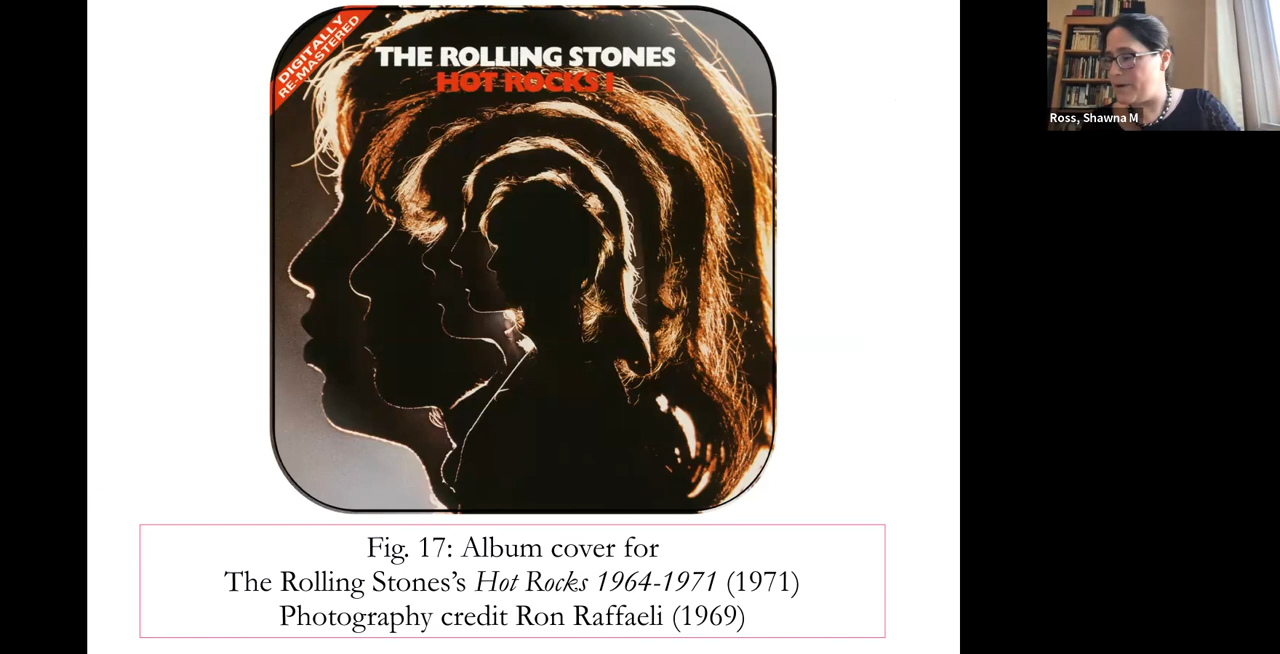 DIGITALLY
RE-MASTERED
THE ROLLING STONES
HOT ROCKS 1
Fig. 17: Album cover for
The Rolling Stones’s Hot Rocks 1964-1971 (1971)
Photography credit Ron Raffaeli (1969)
Ross, Shawna M